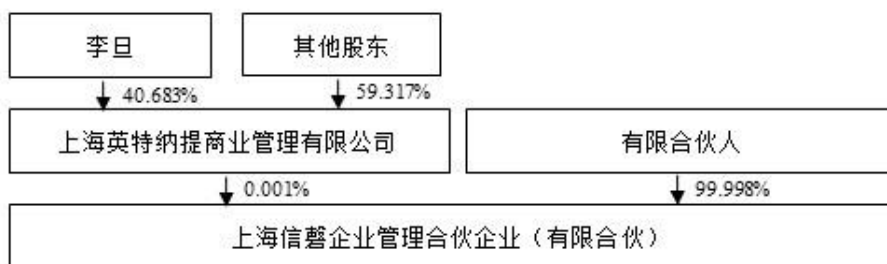 李旦
其他股东
40.683%
59.317%
上海英特纳提商业管理有限公司
有限合伙人
0.001%
99.998%
上海信磬企业管理合伙企业（有限合伙）